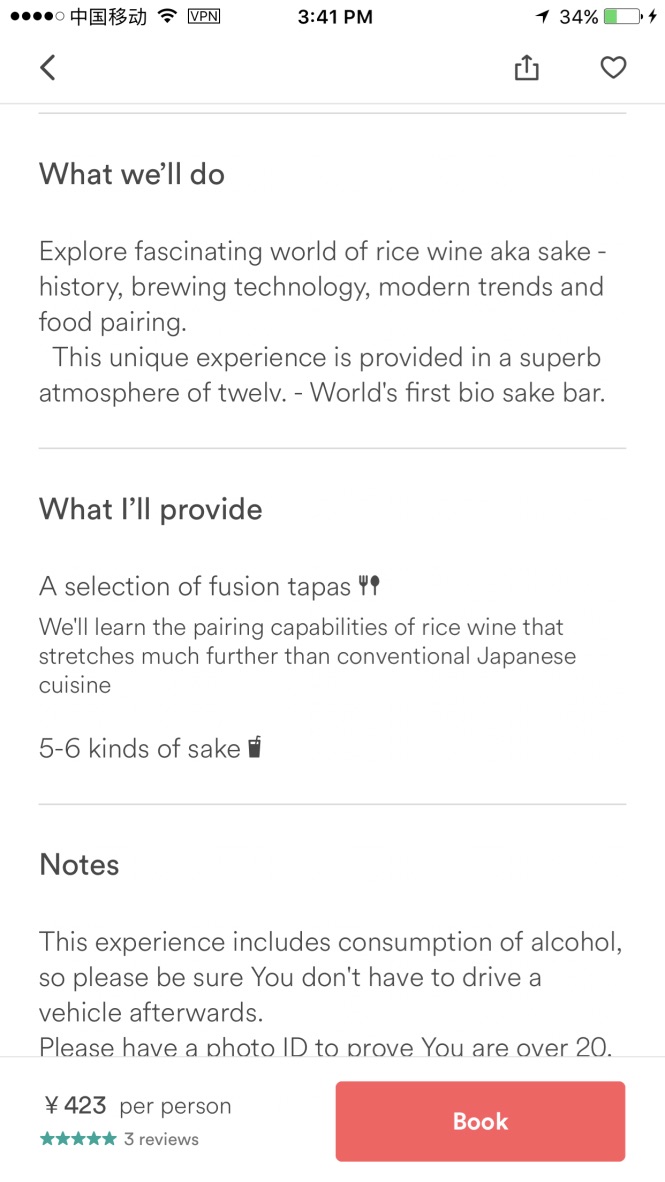 中国移动 VPN 3:41 PM 34%
What we’ll do
Explore fascinating world of rice wine aka sake -
history, brewing technology, modern trends and
food pairing.
This unique experience is provided in a superb
atmosphere of twelv. - World's first bio sake bar.
What I’ll provide
A selection of fusion tapas
We'll learn the pairing capabilities of rice wine that
stretches much further than conventional Japanese
cuisine
5-6 kinds of sake
Notes
This experience includes consumption of alcohol,
so please be sure You don't have to drive a
vehicle afterwards.
Please have a photo ID to prove You are over 20.
¥ 423 per person
Book
★★★★★ 3 reviews